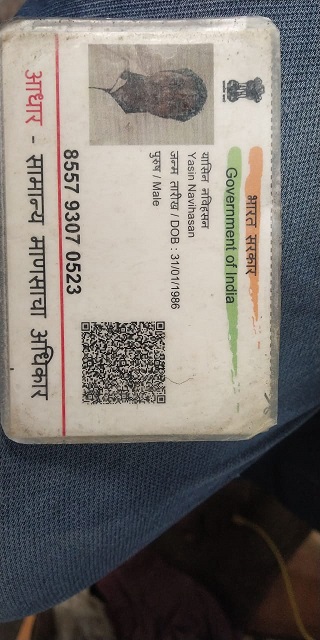 भारत सरकार
Government of India
यासिन नविहसन
Yasin Navihasan
जन्म तारीख / DOB : 31/01/1986
पुरुष / Male
8557 9307 0523
आधार - सामान्य माणसाचा अधिकार